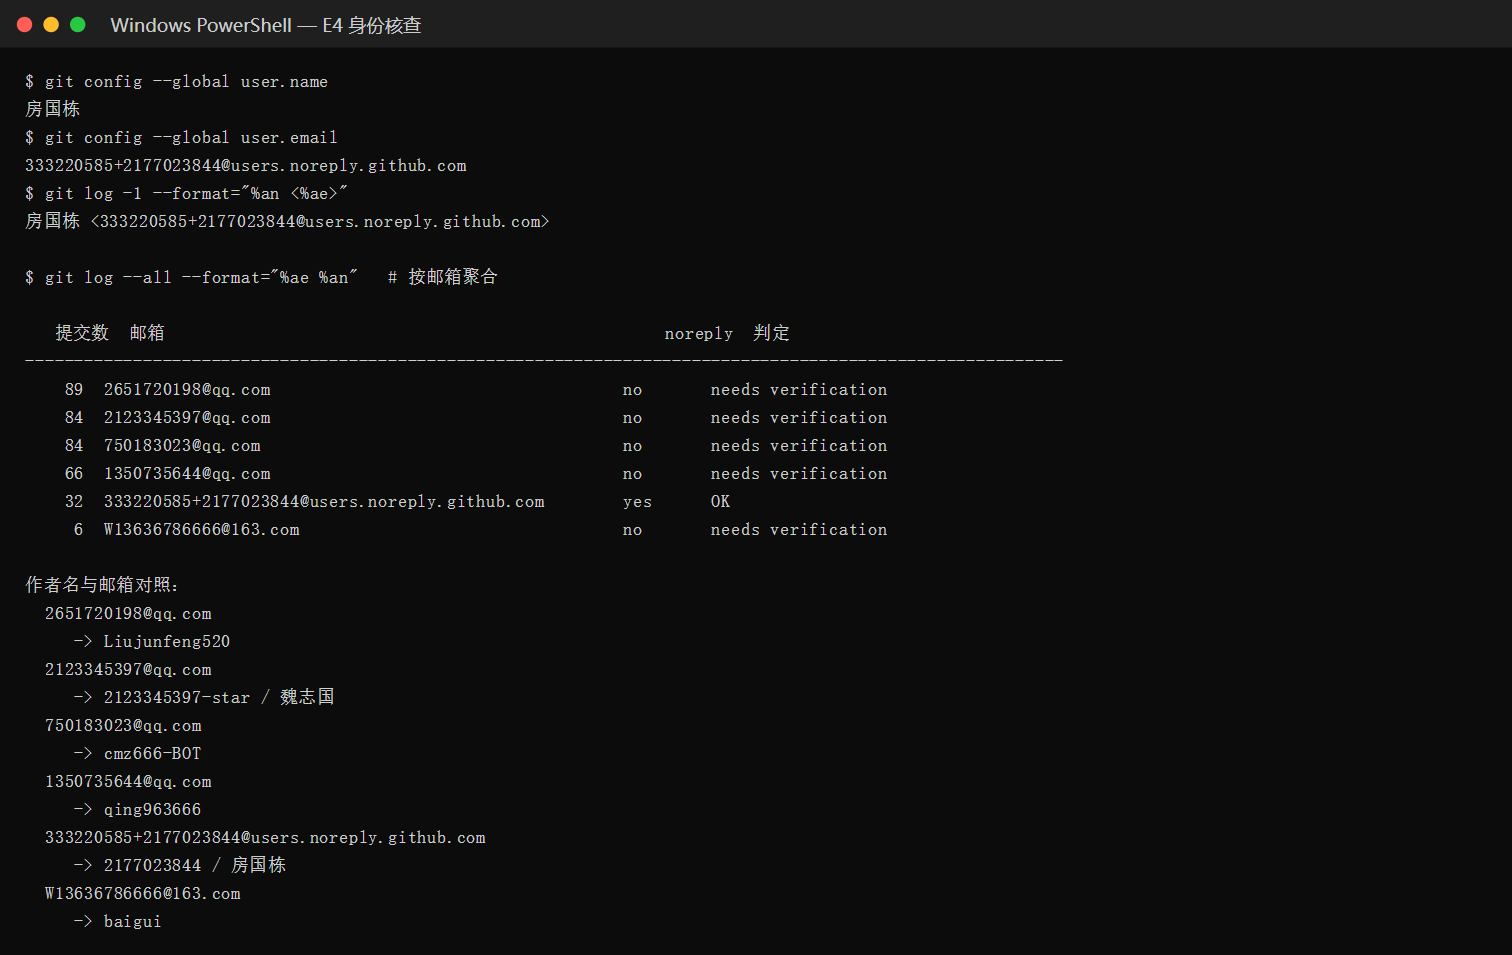 Windows PowerShell — E4 身份核查
$ git config --global user.name
房国栋
$ git config --global user.email
333220585+2177023844@users.noreply.github.com
$ git log -1 --format="%an <%ae>"
房国栋 <333220585+2177023844@users.noreply.github.com>
$ git log --all --format="%ae %an"   # 按邮箱聚合
提交数  邮箱  noreply  判定
---------------------------------------------------------------------------------------------------------
89  2651720198@qq.com  no  needs verification
84  2123345397@qq.com  no  needs verification
84  750183023@qq.com  no  needs verification
66  1350735644@qq.com  no  needs verification
32  333220585+2177023844@users.noreply.github.com  yes  OK
6  W13636786666@163.com  no  needs verification
作者名与邮箱对照:
2651720198@qq.com
-> Liujunfeng520
2123345397@qq.com
-> 2123345397-star / 魏志国
750183023@qq.com
-> cmz666-BOT
1350735644@qq.com
-> qing963666
333220585+2177023844@users.noreply.github.com
-> 2177023844 / 房国栋
W13636786666@163.com
-> baigui